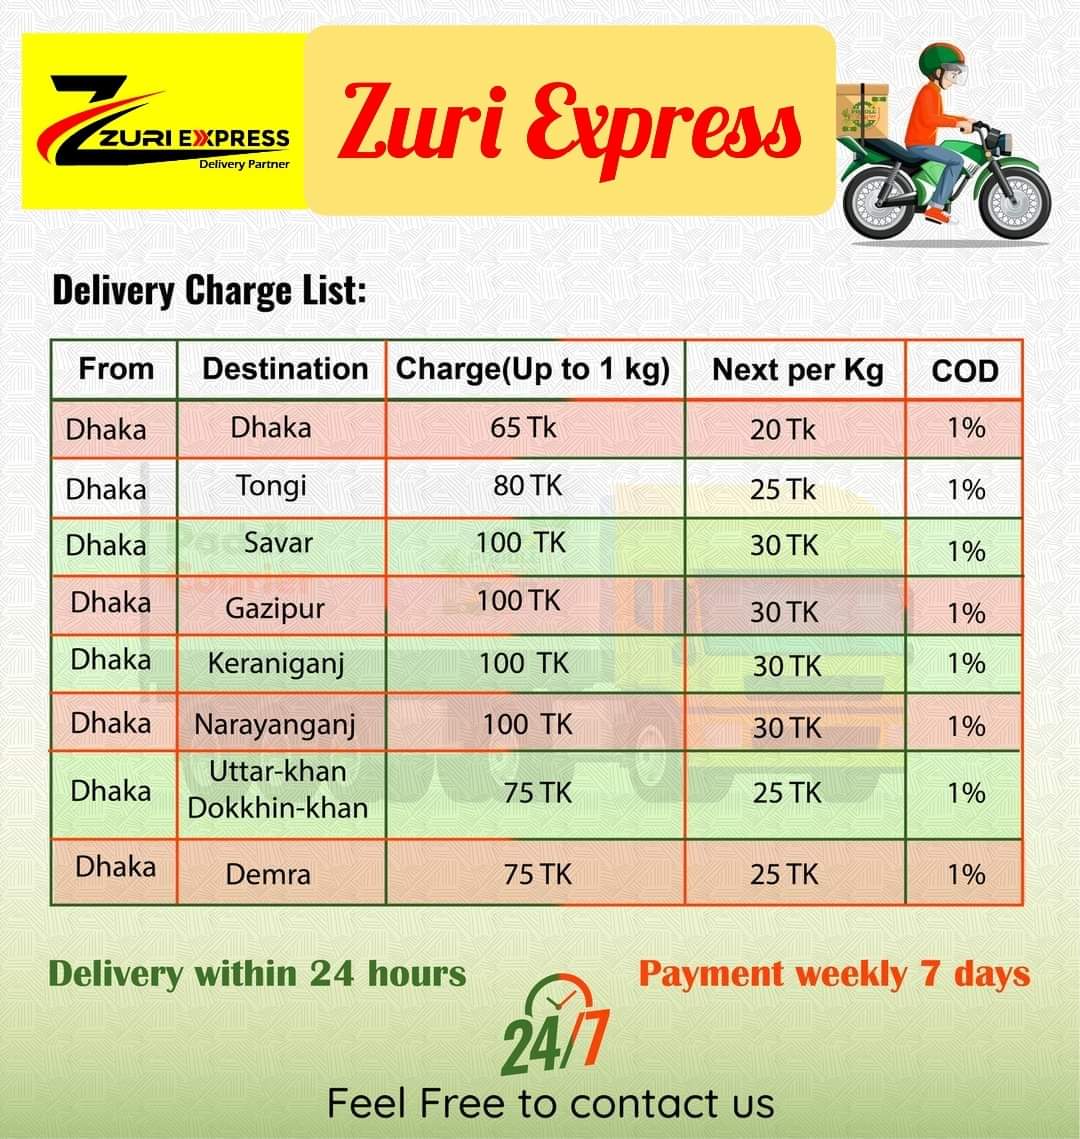 ZURI EXPRESS
Delivery Partner
Zuri Express
Delivery Charge List:
From Destination Charge(Up to 1 kg) Next per Kg COD
Dhaka Dhaka 65 Tk 20 Tk 1%
Dhaka Tongi 80 TK 25 Tk 1%
Dhaka Savar 100 TK 30 TK 1%
Dhaka Gazipur 100 TK 30 TK 1%
Dhaka Keraniganj 100 TK 30 TK 1%
Dhaka Narayanganj 100 TK 30 TK 1%
Dhaka Uttar-khan Dokkhin-khan 75 TK 25 TK 1%
Dhaka Demra 75 TK 25 TK 1%
Delivery within 24 hours
Payment weekly 7 days
24/7
Feel Free to contact us